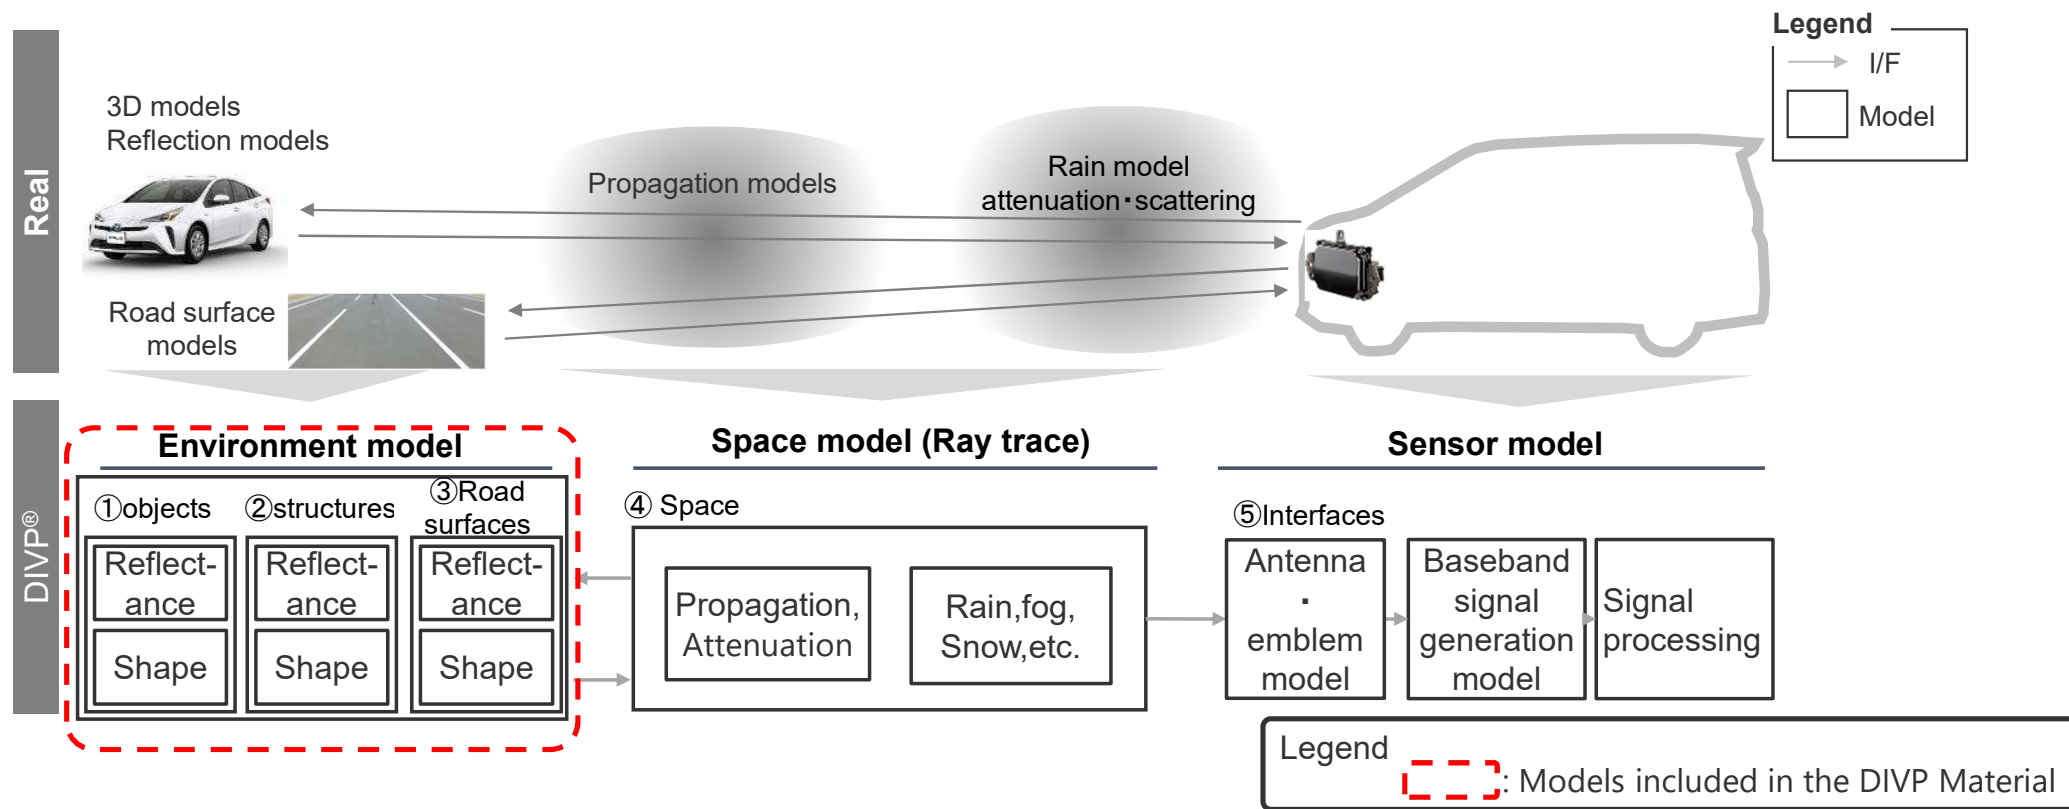 Legend
I/F
Model
Real
3D models
Reflection models
Propagation models
Rain model
attenuation・scattering
Road surface
models
DIVP®
Environment model
Space model (Ray trace)
Sensor model
①objects
②structures
③Road
surfaces
④ Space
⑤Interfaces
Reflect-
ance
Shape
Reflect-
ance
Shape
Reflect-
ance
Shape
Propagation,
Attenuation
Rain,fog,
Snow,etc.
Antenna
・
emblem
model
Baseband
signal
generation
model
Signal
processing
Legend
: Models included in the DIVP Material